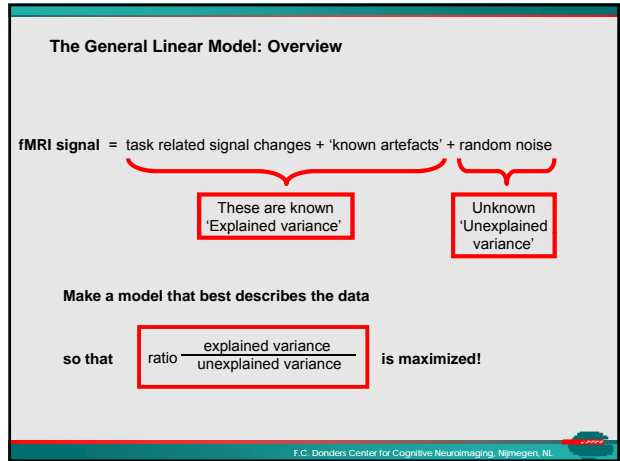 The General Linear Model: Overview
fMRI signal = task related signal changes + 'known artefacts' + random noise
These are known
'Explained variance'
Unknown
'Unexplained
variance'
Make a model that best describes the data
so that ratio explained variance
unexplained variance is maximized!
F.C. Donders Center for Cognitive Neuroimaging, Nijmegen, NL